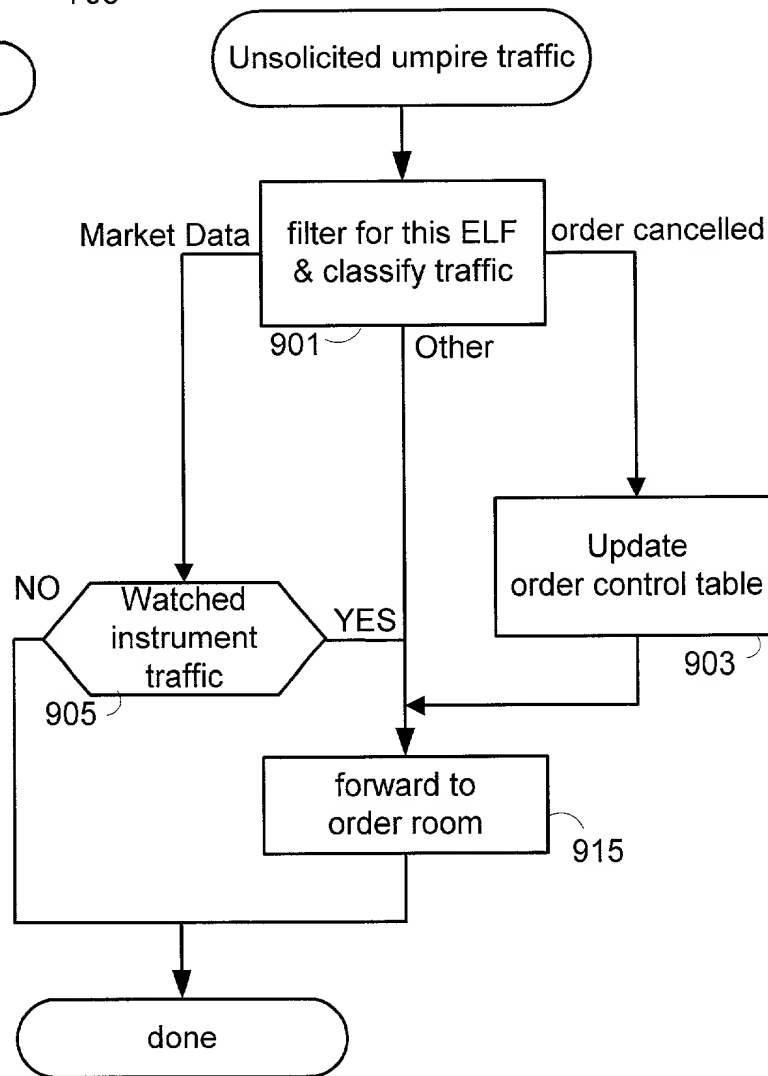 Unsolicited umpire traffic
Market Data
filter for this ELF
& classify traffic
order cancelled
901
Other
Update
order control table
903
NO
Watched
instrument
traffic
YES
905
forward to
order room
915
done